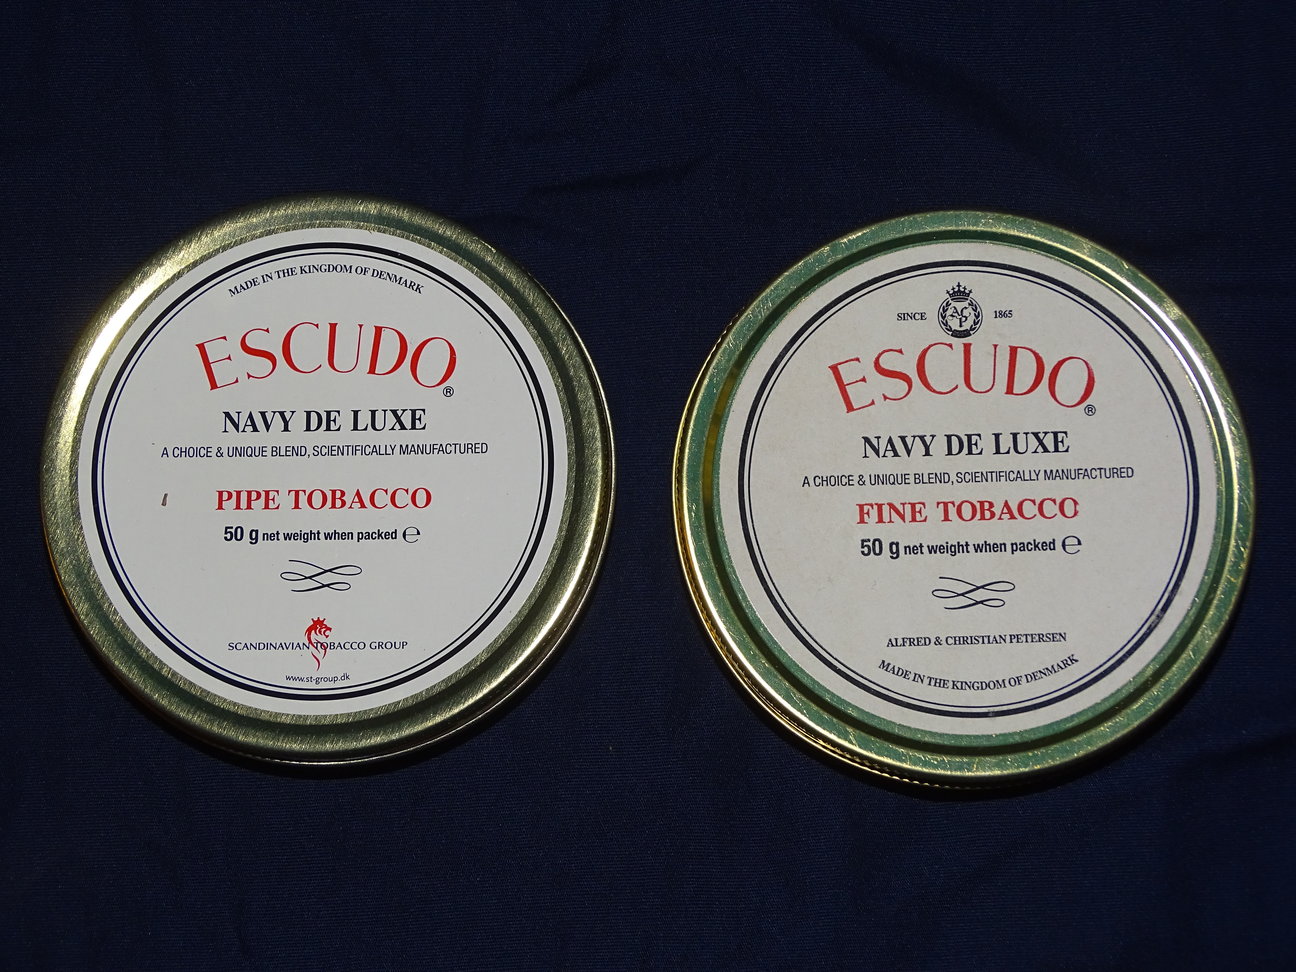 MADE IN THE KINGDOM OF DENMARK
ESCUDO®
NAVY DE LUXE
A CHOICE & UNIQUE BLEND, SCIENTIFICALLY MANUFACTURED
PIPE TOBACCO
50 g net weight when packed ℮
SCANDINAVIAN TOBACCO GROUP
www.st-group.dk
SINCE 1865
ACP
ESCUDO®
NAVY DE LUXE
A CHOICE & UNIQUE BLEND, SCIENTIFICALLY MANUFACTURED
FINE TOBACCO
50 g net weight when packed ℮
ALFRED & CHRISTIAN PETERSEN
MADE IN THE KINGDOM OF DENMARK